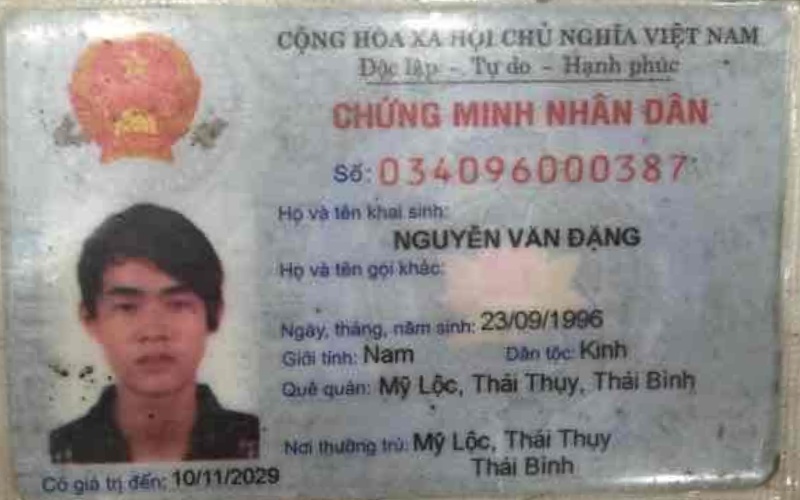 CỘNG HÒA XÃ HỘI CHỦ NGHĨA VIỆT NAM
Độc lập - Tự do - Hạnh phúc
CHỨNG MINH NHÂN DÂN
Số: 034096000387
Họ và tên khai sinh:
NGUYỄN VĂN ĐẶNG
Họ và tên gọi khác:
Ngày, tháng, năm sinh: 23/09/1996
Giới tính: Nam Dân tộc: Kinh
Quê quán: Mỹ Lộc, Thái Thụy, Thái Bình
Nơi thường trú: Mỹ Lộc, Thái Thụy
Thái Bình
Có giá trị đến: 10/11/2029